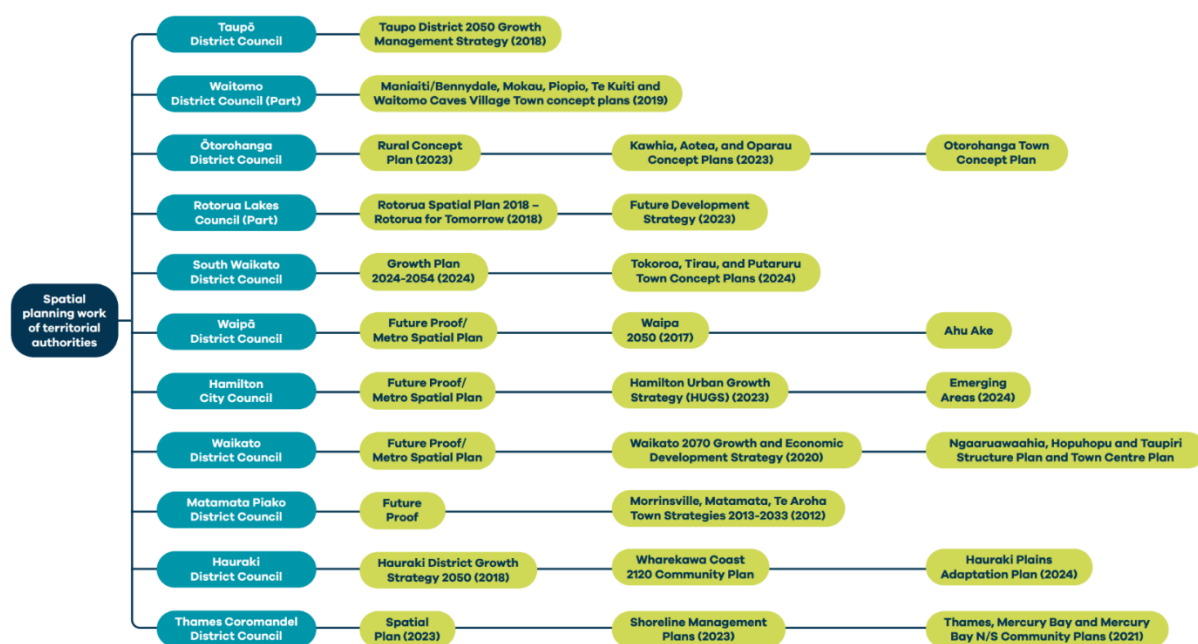 Spatial
planning work
of territorial
authorities
Taupō
District Council
Taupo District 2050 Growth
Management Strategy (2018)
Waitomo
District Council (Part)
Maniaiti/Bennydale, Mokau, Piopio, Te Kuiti and
Waitomo Caves Village Town concept plans (2019)
Ōtorohanga
District Council
Rural Concept
Plan (2023)
Kawhia, Aotea, and Oparau
Concept Plans (2023)
Otorohanga Town
Concept Plan
Rotorua Lakes
Council (Part)
Rotorua Spatial Plan 2018 –
Rotorua for Tomorrow (2018)
Future Development
Strategy (2023)
South Waikato
District Council
Growth Plan
2024-2054 (2024)
Tokoroa, Tirau, and Putaruru
Town Concept Plans (2024)
Waipā
District Council
Future Proof/
Metro Spatial Plan
Waipa
2050 (2017)
Ahu Ake
Hamilton
City Council
Future Proof/
Metro Spatial Plan
Hamilton Urban Growth
Strategy (HUGS) (2023)
Emerging
Areas (2024)
Waikato
District Council
Future Proof/
Metro Spatial Plan
Waikato 2070 Growth and Economic
Development Strategy (2020)
Ngaaruawaahia, Hopuhopu and Taupiri
Structure Plan and Town Centre Plan
Matamata Piako
District Council
Future
Proof
Morrinsville, Matamata, Te Aroha
Town Strategies 2013-2033 (2012)
Hauraki
District Council
Hauraki District Growth
Strategy 2050 (2018)
Wharekawa Coast
2120 Community Plan
Hauraki Plains
Adaptation Plan (2024)
Thames Coromandel
District Council
Spatial
Plan (2023)
Shoreline Management
Plans (2023)
Thames, Mercury Bay and Mercury
Bay N/S Community Plans (2021)